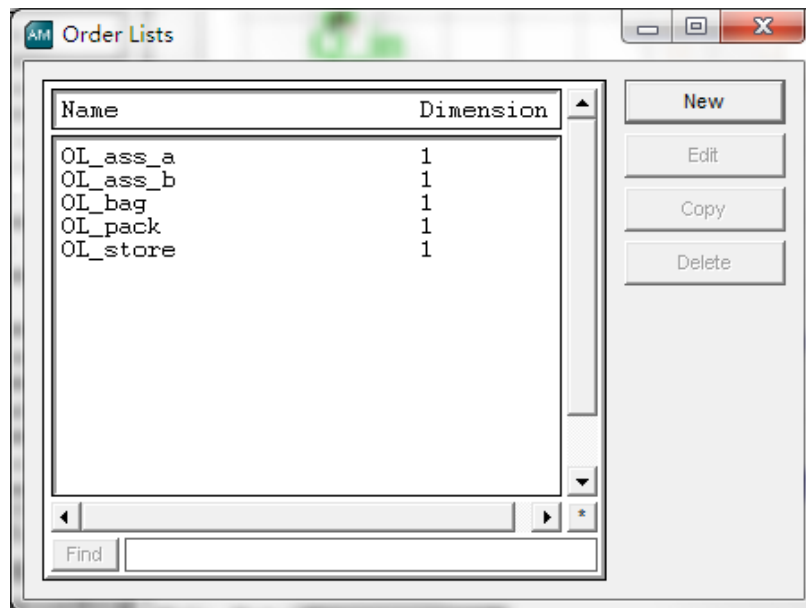 AM Order Lists
Name Dimension
OL_ass_a 1
OL_ass_b 1
OL_bag 1
OL_pack 1
OL_store 1
New
Edit
Copy
Delete
*
Find